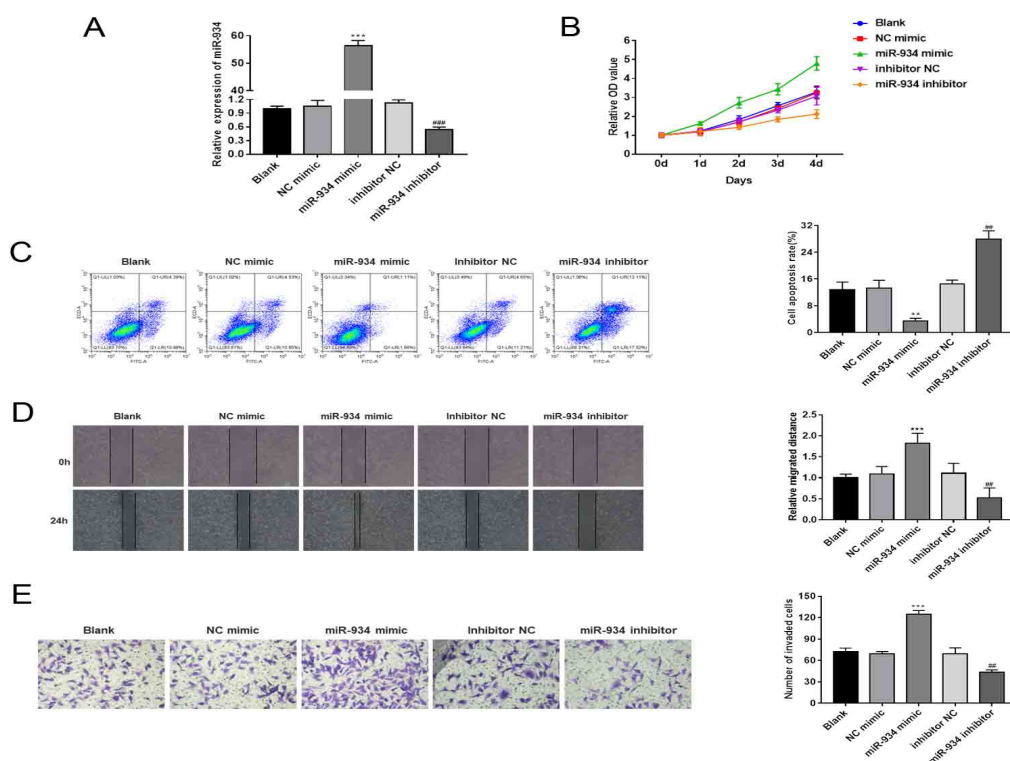 A
Relative expression of miR-934
60
50
40
1.2
0.9
0.6
0.3
0.0
***
###
Blank
NC mimic
miR-934 mimic
inhibitor NC
miR-934 inhibitor
B
Relative OD value
6
5
4
3
2
1
0
0d 1d 2d 3d 4d
Days
Blank
NC mimic
miR-934 mimic
inhibitor NC
miR-934 inhibitor
C
Blank NC mimic miR-934 mimic Inhibitor NC miR-934 inhibitor
ECD-A
FITC-A FITC-A FITC-A FITC-A FITC-A
Cell apoptosis rate(%)
32
24
16
8
0
**
##
Blank
NC mimic
miR-934 mimic
inhibitor NC
miR-934 inhibitor
D
Blank NC mimic miR-934 mimic Inhibitor NC miR-934 inhibitor
0h
24h
Relative migrated distance
2.5
2.0
1.5
1.0
0.5
0.0
***
##
Blank
NC mimic
miR-934 mimic
inhibitor NC
miR-934 inhibitor
E
Blank NC mimic miR-934 mimic Inhibitor NC miR-934 inhibitor
Number of invaded cells
150
120
90
60
30
0
***
##
Blank
NC mimic
miR-934 mimic
inhibitor NC
miR-934 inhibitor